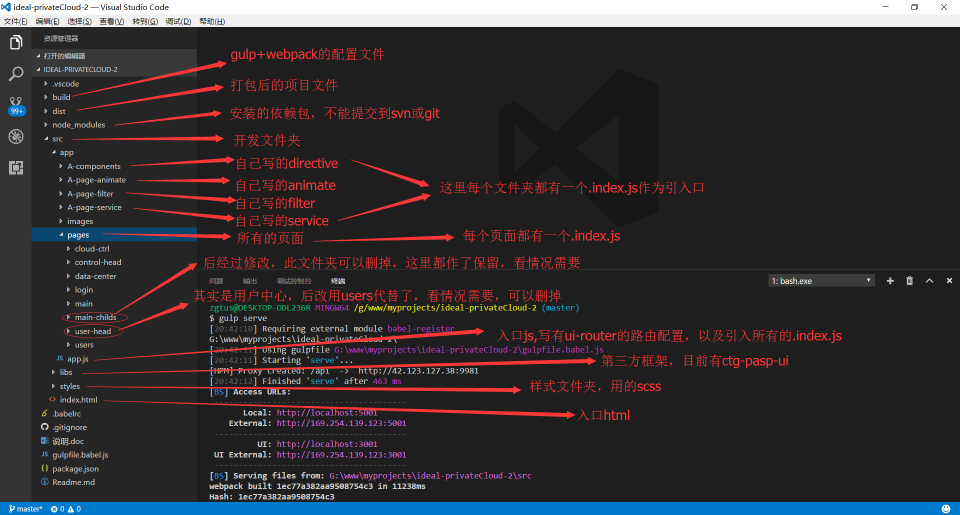 ideal-privateCloud-2 — Visual Studio Code
文件(F) 编辑(E) 选择(S) 查看(V) 转到(G) 调试(D) 帮助(H)
资源管理器
打开的编辑器
IDEAL-PRIVATECLOUD-2
.vscode
build
gulp+webpack的配置文件
dist
打包后的项目文件
node_modules
安装的依赖包，不能提交到svn或git
src
开发文件夹
app
A-components
自己写的directive
A-page-animate
自己写的animate
这里每个文件夹都有一个.index.js作为引入口
A-page-filter
自己写的filter
A-page-service
自己写的service
images
pages
所有的页面
每个页面都有一个.index.js
cloud-ctrl
control-head
data-center
login
main
main-childs
后经过修改，此文件夹可以删掉，这里都作了保留，看情况需要
user-head
其实是用户中心，后改用users代替了，看情况需要，可以删掉
users
app.js
入口js,写有ui-router的路由配置，以及引入所有的.index.js
libs
第三方框架，目前有ctg-pasp-ui
styles
样式文件夹，用的scss
index.html
入口html
.babelrc
.gitignore
说明.doc
gulpfile.babel.js
package.json
Readme.md
99+
问题 输出 调试控制台 终端
1: bash.exe
zgtus@DESKTOP-ODL236R MINGW64 /g/www/myprojects/ideal-privateCloud-2 (master)
$ gulp serve
[20:42:10] Requiring external module babel-register
G:\www\myprojects\ideal-privateCloud-2\
[20:42:11] Using gulpfile G:\www\myprojects\ideal-privateCloud-2\gulpfile.babel.js
[20:42:11] Starting 'serve'...
[HPM] Proxy created: /api -> http://42.123.127.38:9981
[20:42:12] Finished 'serve' after 463 ms
[BS] Access URLs:
--------------------------------------
Local: http://localhost:5001
External: http://169.254.139.123:5001
--------------------------------------
UI: http://localhost:3001
UI External: http://169.254.139.123:3001
--------------------------------------
[BS] Serving files from: G:\www\myprojects\ideal-privateCloud-2\src
webpack built 1ec77a382aa9508754c3 in 11238ms
Hash: 1ec77a382aa9508754c3
master* 0 0